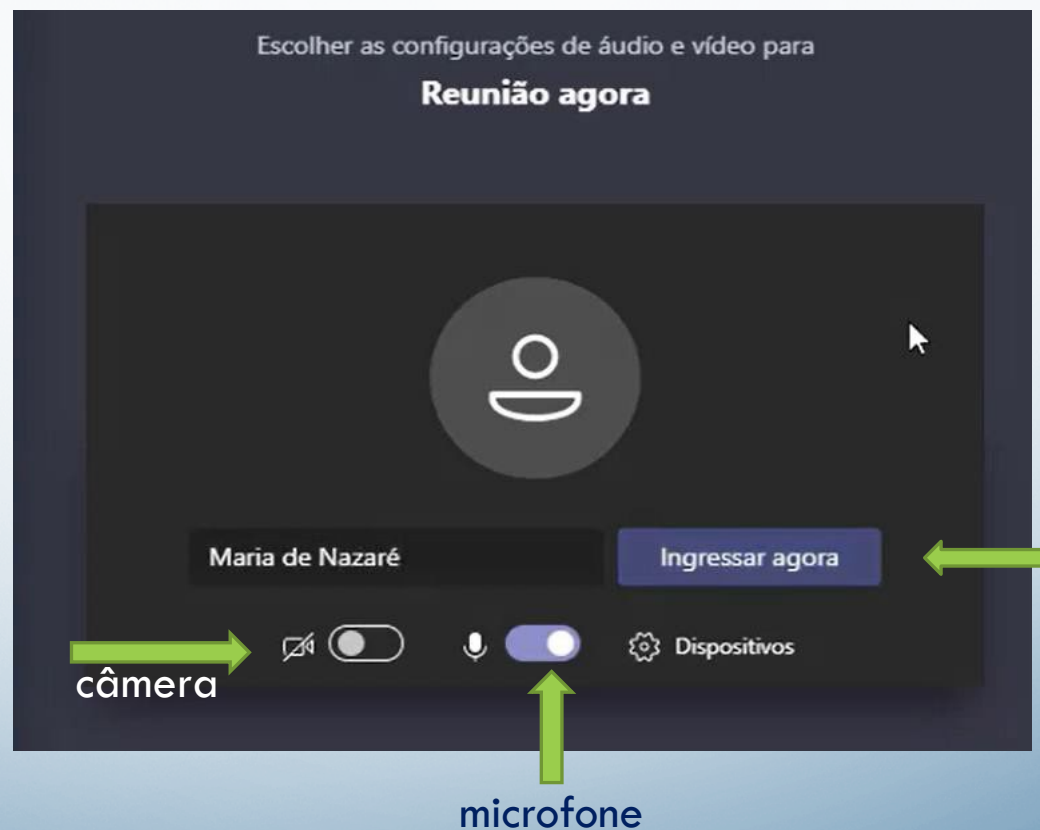 Escolher as configurações de áudio e vídeo para
Reunião agora
Maria de Nazaré
Ingressar agora
Dispositivos
câmera
microfone